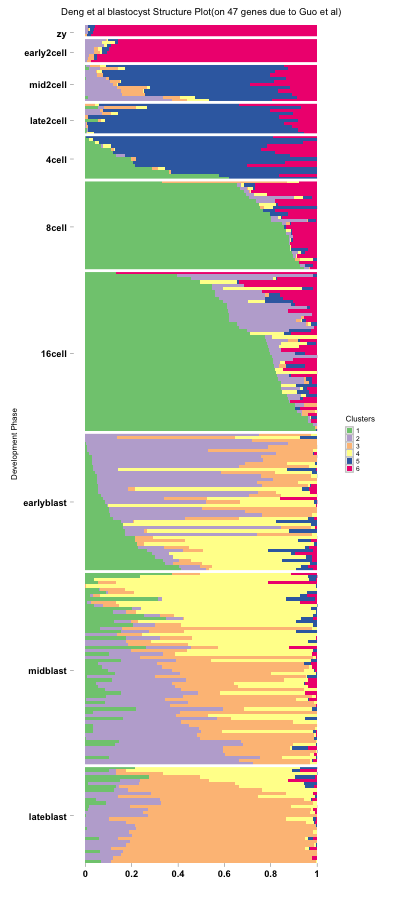 Deng et al blastocyst Structure Plot(on 47 genes due to Guo et al)
zy
early2cell
mid2cell
late2cell
4cell
8cell
16cell
earlyblast
midblast
lateblast
Development Phase
Clusters
1
2
3
4
5
6
0 0.2 0.4 0.6 0.8 1